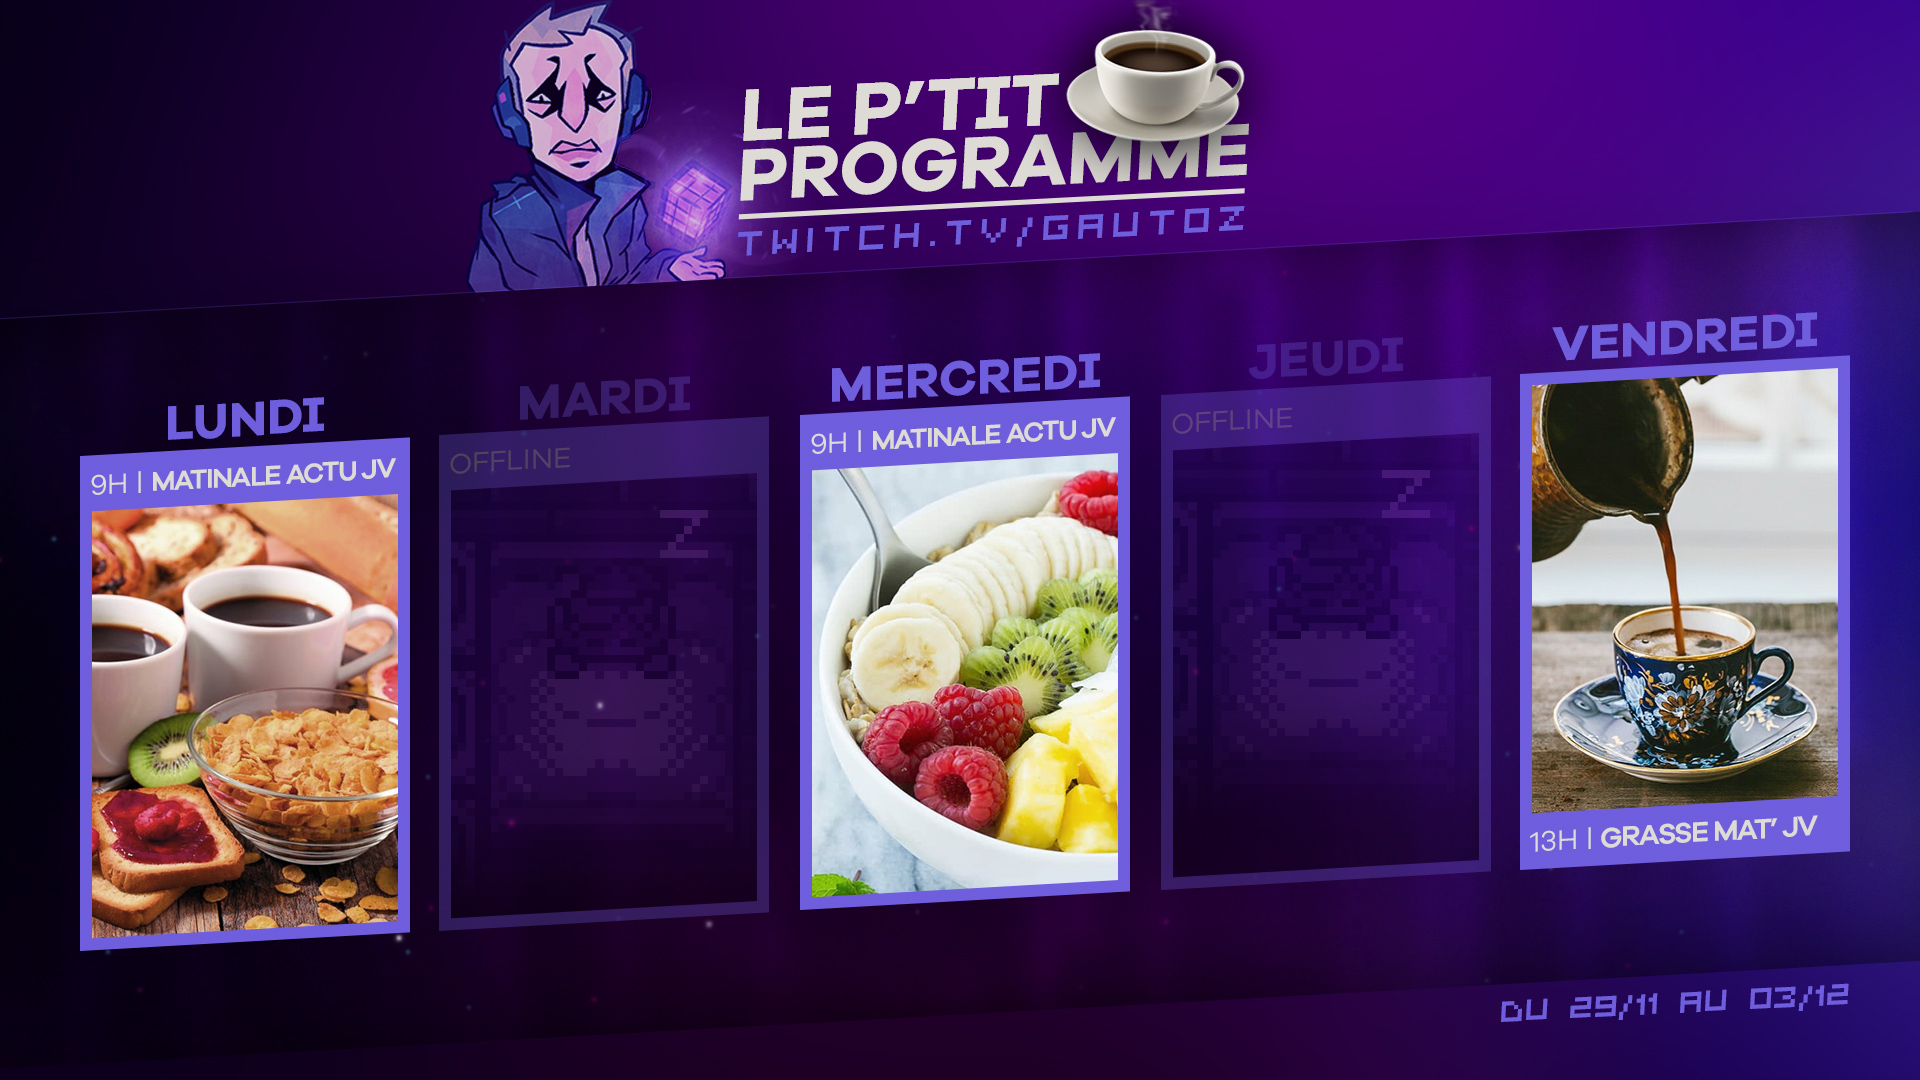 LE P'TIT
PROGRAMME
TWITCH.TV/GAUTOZ
LUNDI
9H | MATINALE ACTU JV
MARDI
OFFLINE
Z
MERCREDI
9H | MATINALE ACTU JV
JEUDI
OFFLINE
Z
VENDREDI
13H | GRASSE MAT' JV
DU 29/11 AU 03/12